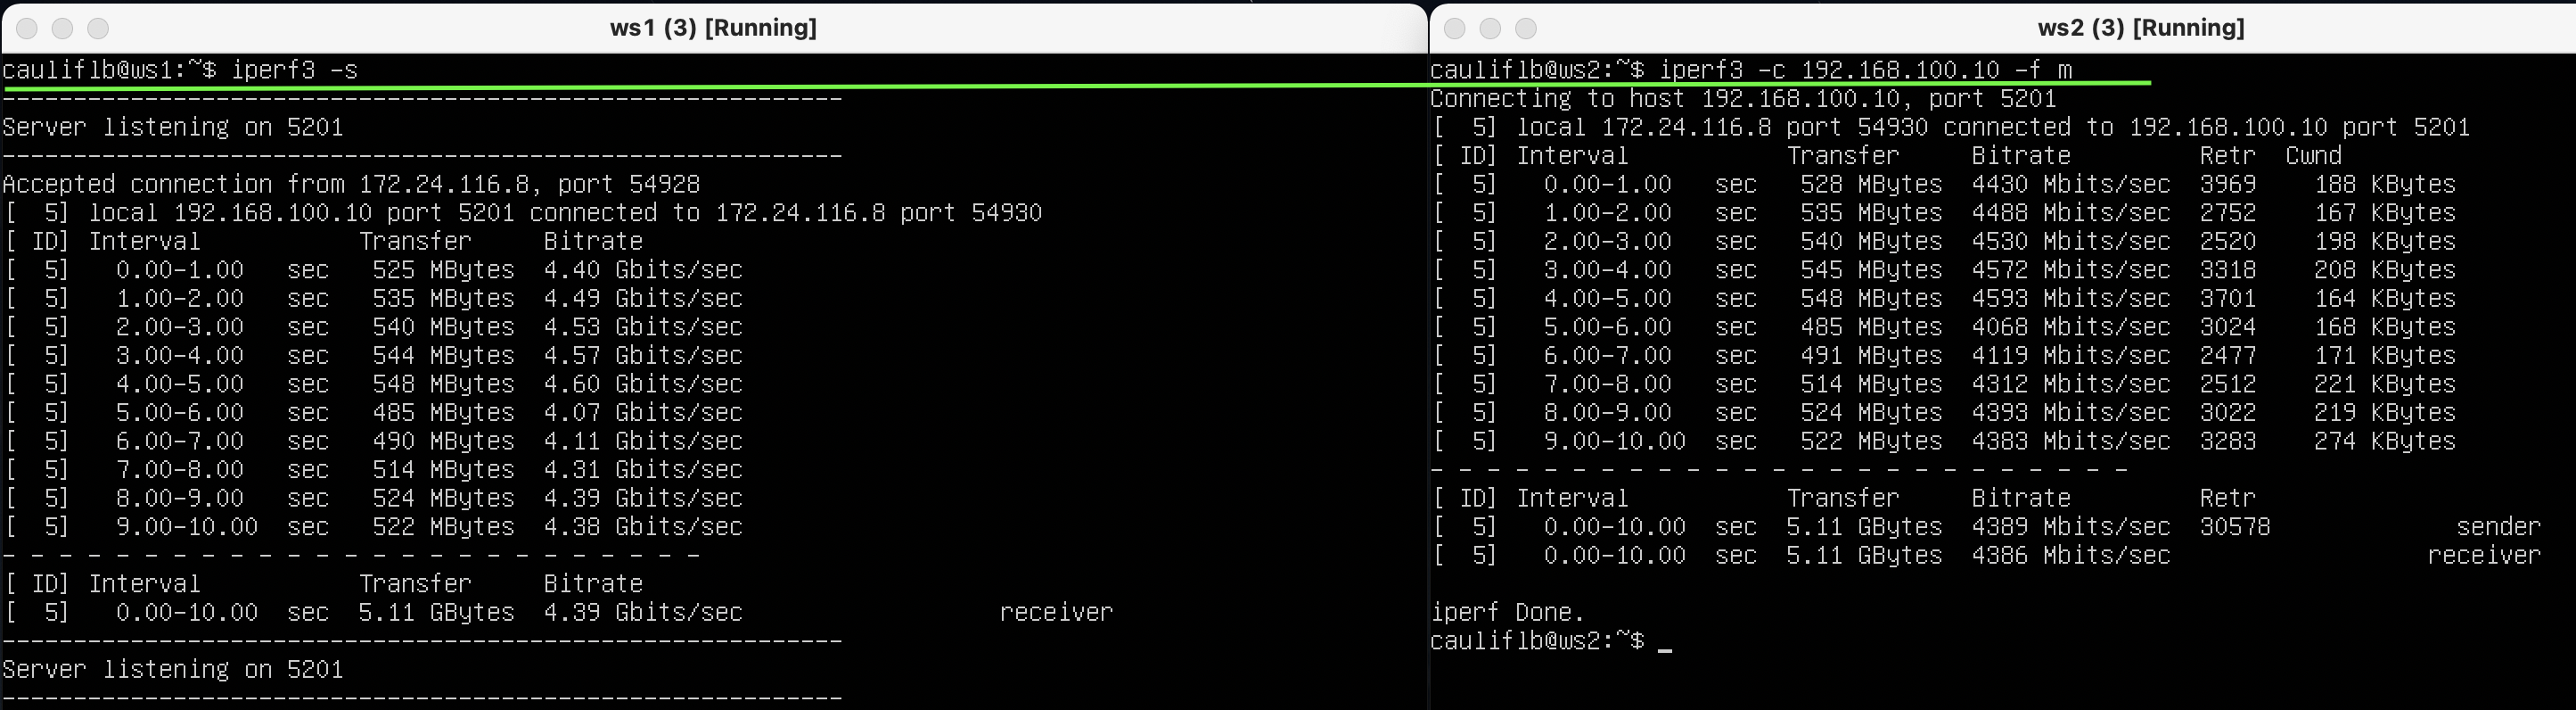 ws1 (3) [Running]
cauliflb@ws1:~$ iperf3 -s
-----------------------------------------------------------
Server listening on 5201
-----------------------------------------------------------
Accepted connection from 172.24.116.8, port 54928
[  5] local 192.168.100.10 port 5201 connected to 172.24.116.8 port 54930
[ ID] Interval           Transfer     Bitrate
[  5]   0.00-1.00   sec   525 MBytes  4.40 Gbits/sec
[  5]   1.00-2.00   sec   535 MBytes  4.49 Gbits/sec
[  5]   2.00-3.00   sec   540 MBytes  4.53 Gbits/sec
[  5]   3.00-4.00   sec   544 MBytes  4.57 Gbits/sec
[  5]   4.00-5.00   sec   548 MBytes  4.60 Gbits/sec
[  5]   5.00-6.00   sec   485 MBytes  4.07 Gbits/sec
[  5]   6.00-7.00   sec   490 MBytes  4.11 Gbits/sec
[  5]   7.00-8.00   sec   514 MBytes  4.31 Gbits/sec
[  5]   8.00-9.00   sec   524 MBytes  4.39 Gbits/sec
[  5]   9.00-10.00  sec   522 MBytes  4.38 Gbits/sec
- - - - - - - - - - - - - - - - - - - - - - - - -
[ ID] Interval           Transfer     Bitrate
[  5]   0.00-10.00  sec  5.11 GBytes  4.39 Gbits/sec                  receiver
-----------------------------------------------------------
Server listening on 5201
-----------------------------------------------------------
ws2 (3) [Running]
cauliflb@ws2:~$ iperf3 -c 192.168.100.10 -f m
Connecting to host 192.168.100.10, port 5201
[  5] local 172.24.116.8 port 54930 connected to 192.168.100.10 port 5201
[ ID] Interval           Transfer     Bitrate         Retr  Cwnd
[  5]   0.00-1.00   sec   528 MBytes  4430 Mbits/sec  3969    188 KBytes
[  5]   1.00-2.00   sec   535 MBytes  4488 Mbits/sec  2752    167 KBytes
[  5]   2.00-3.00   sec   540 MBytes  4530 Mbits/sec  2520    198 KBytes
[  5]   3.00-4.00   sec   545 MBytes  4572 Mbits/sec  3318    208 KBytes
[  5]   4.00-5.00   sec   548 MBytes  4593 Mbits/sec  3701    164 KBytes
[  5]   5.00-6.00   sec   485 MBytes  4068 Mbits/sec  3024    168 KBytes
[  5]   6.00-7.00   sec   491 MBytes  4119 Mbits/sec  2477    171 KBytes
[  5]   7.00-8.00   sec   514 MBytes  4312 Mbits/sec  2512    221 KBytes
[  5]   8.00-9.00   sec   524 MBytes  4393 Mbits/sec  3022    219 KBytes
[  5]   9.00-10.00  sec   522 MBytes  4383 Mbits/sec  3283    274 KBytes
- - - - - - - - - - - - - - - - - - - - - - - - -
[ ID] Interval           Transfer     Bitrate         Retr
[  5]   0.00-10.00  sec  5.11 GBytes  4389 Mbits/sec  30578             sender
[  5]   0.00-10.00  sec  5.11 GBytes  4386 Mbits/sec                  receiver
iperf Done.
cauliflb@ws2:~$ _